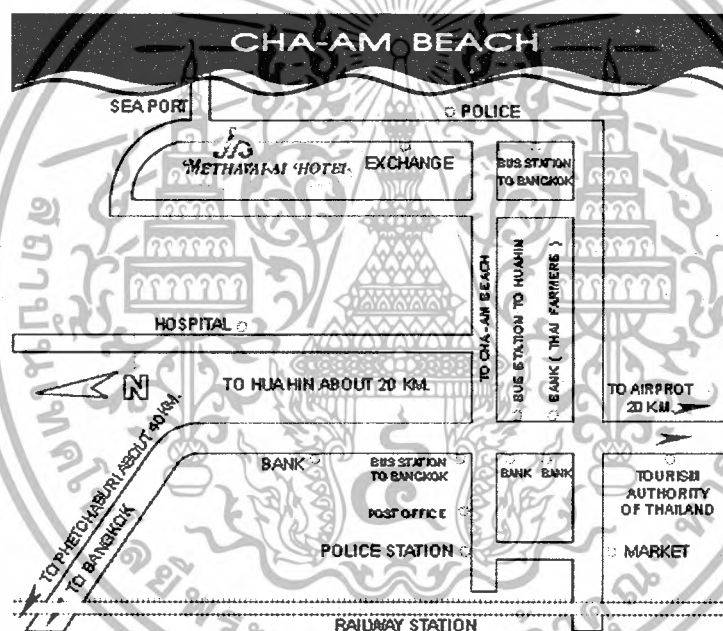 CHA-AM BEACH
SEA PORT
POLICE
METHAVALAI HOTEL
EXCHANGE
BUS STATION
TO BANGKOK
TO CHA-AM BEACH
BUS STATION TO HUAHIN
BANK ( THAI FARMERS )
HOSPITAL
N
TO HUA HIN ABOUT 20 KM.
TO AIRPROT
20 KM.
TO PHETCHABURI ABOUT 40 KM.
TO BANGKOK
BANK
BUS STATION
TO BANGKOK
BANK
BANK
TOURISM
AUTHORITY
OF THAILAND
POST OFFICE
POLICE STATION
MARKET
RAILWAY STATION